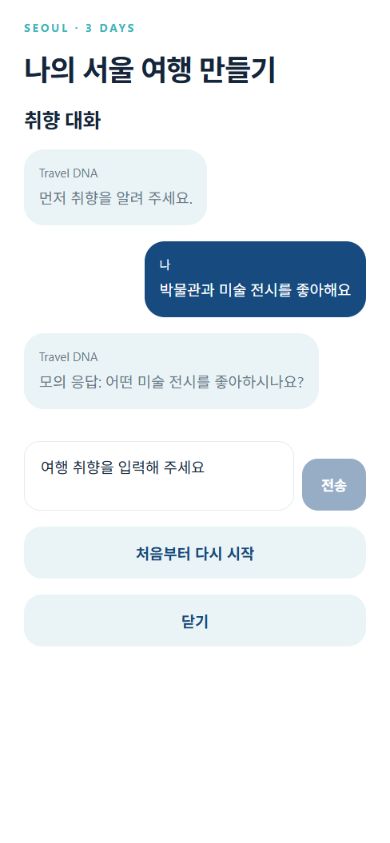 SEOUL · 3 DAYS
나의 서울 여행 만들기
취향 대화
Travel DNA
먼저 취향을 알려 주세요.
나
박물관과 미술 전시를 좋아해요
Travel DNA
모의 응답: 어떤 미술 전시를 좋아하시나요?
여행 취향을 입력해 주세요
전송
처음부터 다시 시작
닫기